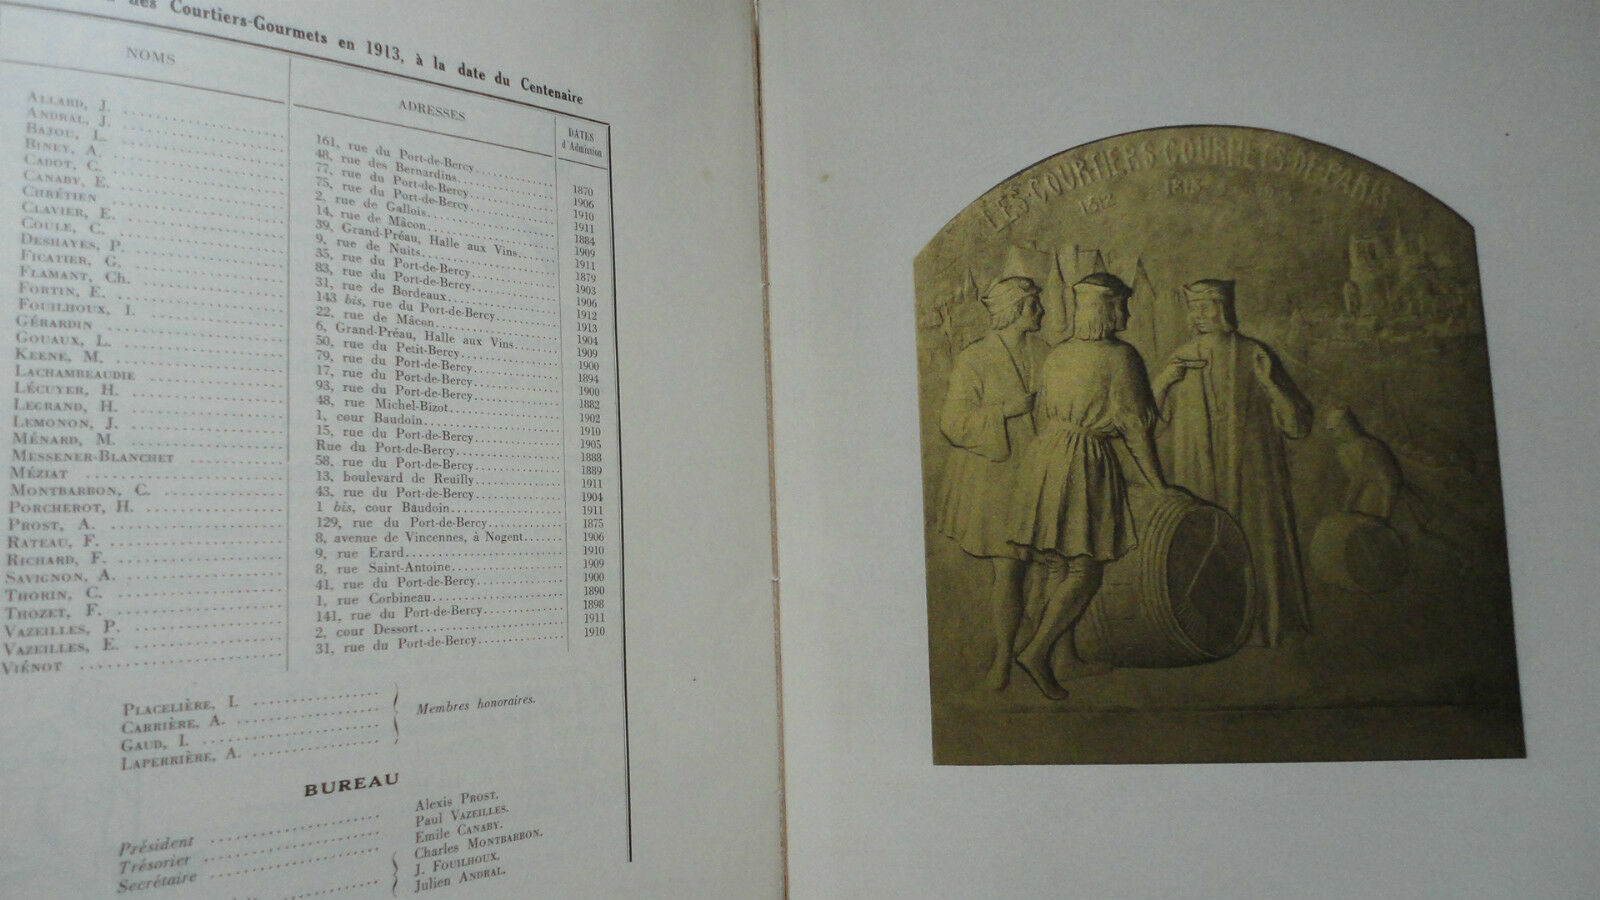 des Courtiers-Gourmets en 1913, à la date du Centenaire
NOMS ADRESSES DATES d'Admission
ALLARD, J. 161, rue du Port-de-Bercy 1870
ANDRAL, J. 48, rue des Bernardins 1906
BAJOU, L. 77, rue du Port-de-Bercy 1910
BINEY, A. 75, rue du Port-de-Bercy 1911
CADOT, C. 2, rue de Gallois 1884
CANABY, E. 14, rue de Mâcon 1909
CHRÉTIEN 39, Grand-Préau, Halle aux Vins 1911
CLAVIER, E. 9, rue de Nuits 1879
COULE, C. 35, rue du Port-de-Bercy 1903
DESHAYES, P. 83, rue du Port-de-Bercy 1906
FICATIER, G. 31, rue de Bordeaux 1912
FLAMANT, Ch. 143 bis, rue du Port-de-Bercy 1913
FORTIN, E. 22, rue de Mâcon 1904
FOUILHOUX, I. 6, Grand-Préau, Halle aux Vins 1909
GÉRARDIN 50, rue du Petit-Bercy 1900
GOUAUX, L. 79, rue du Port-de-Bercy 1894
KEENE, M. 17, rue du Port-de-Bercy 1900
LACHAMBEAUDIE 93, rue du Port-de-Bercy 1882
LÉCUYER, H. 48, rue Michel-Bizot 1902
LEGRAND, H. 1, cour Baudoin 1910
LEMONON, J. 15, rue du Port-de-Bercy 1905
MÉNARD, M. Rue du Port-de-Bercy 1888
MESSENER-BLANCHET 58, rue du Port-de-Bercy 1889
MÉZIAT 13, boulevard de Reuilly 1911
MONTBARBON, C. 43, rue du Port-de-Bercy 1904
PORCHEROT, H. 1 bis, cour Baudoin 1911
PROST, A. 129, rue du Port-de-Bercy 1875
RATEAU, F. 8, avenue de Vincennes, à Nogent 1906
RICHARD, F. 9, rue Erard 1910
SAVIGNON, A. 8, rue Saint-Antoine 1909
THORIN, C. 41, rue du Port-de-Bercy 1900
THOZET, F. 1, rue Corbineau 1890
VAZEILLES, P. 141, rue du Port-de-Bercy 1898
VAZEILLES, E. 2, cour Dessort 1911
VIÉNOT 31, rue du Port-de-Bercy 1910
PLACELIÈRE, I.
CARRIÈRE, A.
GAUD, I.
LAPERRIÈRE, A.
Membres honoraires.
BUREAU
Président Alexis PROST.
Trésorier Paul VAZEILLES.
Secrétaire Emile CANABY.
Charles MONTBARBON.
J. FOUILHOUX.
Julien ANDRAL.
LES·COURTIERS·GOURMETS·DE·PARIS
1312 1813